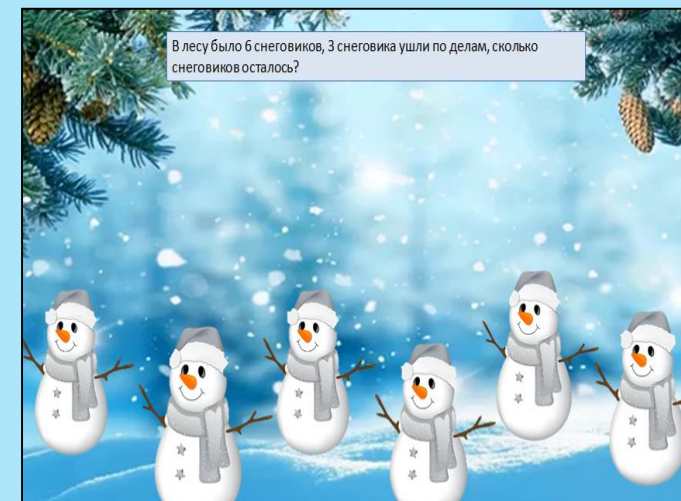 В лесу было 6 снеговиков, 3 снеговика ушли по делам, сколько
снеговиков осталось?